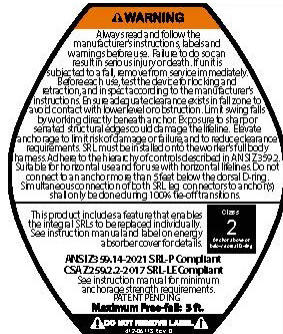 WARNING
Always read and follow the
manufacturer's instructions, labels and
warnings before use. Failure to do so can
result in serious injury or death. If unit is
subjected to a fall, remove from service immediately.
Before each use, test the device for locking and
retraction, and inspect according to the manufacturer's
instructions. Ensure adequate clearance exists in fall zone to
avoid contact with lower level or obstruction. Limit swing falls
by working directly beneath anchor. Exposure to sharp or
serrated structural edges could damage the lifeline. Elevate
anchorage to limit risk of damage or failure, and to reduce clearance
requirements. SRL must be installed onto the worker's full body
harness. Adhere to the hierarchy of controls described in ANSI Z359.2.
Suitable for horizontal use and for use with horizontal lifelines. Do not
connect to an anchor more than 5 feet below the dorsal D-ring.
Simultaneous connection of both SRL leg connectors to anchor(s)
shall only be done during 100% tie-off transitions.
This product includes a feature that enables
the integral SRLs to be replaced individually.
See instruction manual and label on energy
absorber cover for details.
Class
2
Anchor above or
below dorsal D-ring
ANSI Z359.14-2021 SRL-P Compliant
CSA Z259.2.2-2017 SRL-LE Compliant
See instruction manual for minimum
anchorage strength requirements.
PATENT PENDING
Maximum Free-fall: 5 ft.
DO NOT REMOVE LABEL